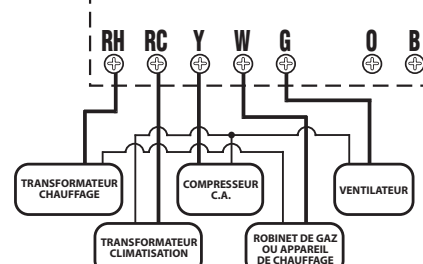 RH RC Y W G O B
TRANSFORMATEUR
CHAUFFAGE
COMPRESSEUR
C.A.
VENTILATEUR
TRANSFORMATEUR
CLIMATISATION
ROBINET DE GAZ
OU APPAREIL
DE CHAUFFAGE